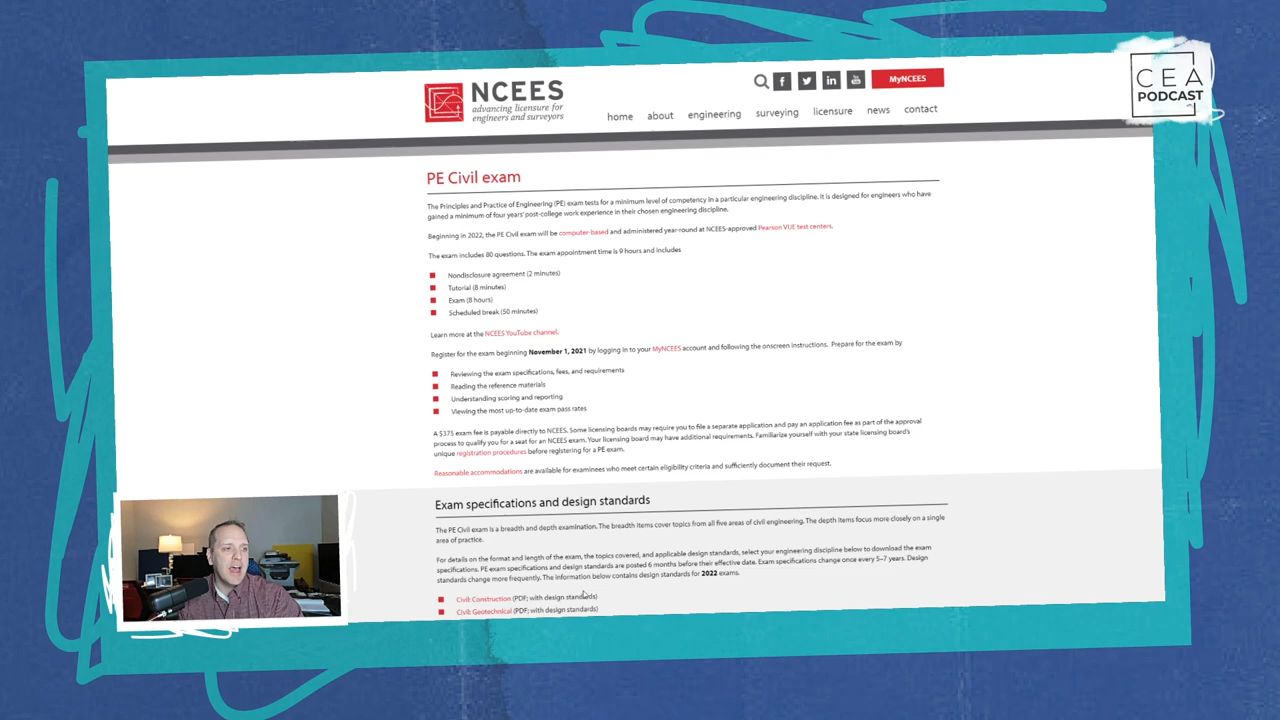 NCEES
advancing licensure for
engineers and surveyors
MyNCEES
home about engineering surveying licensure news contact
CEA
PODCAST
PE Civil exam
The Principles and Practice of Engineering (PE) exam tests for a minimum level of competency in a particular engineering discipline. It is designed for engineers who have
gained a minimum of four years' post-college work experience in their chosen engineering discipline.
Beginning in 2022, the PE Civil exam will be computer-based and administered year-round at NCEES-approved Pearson VUE test centers.
The exam includes 80 questions. The exam appointment time is 9 hours and includes
Nondisclosure agreement (2 minutes)
Tutorial (8 minutes)
Exam (8 hours)
Scheduled break (50 minutes)
Learn more at the NCEES YouTube channel.
Register for the exam beginning November 1, 2021 by logging in to your MyNCEES account and following the onscreen instructions. Prepare for the exam by
Reviewing the exam specifications, fees, and requirements
Reading the reference materials
Understanding scoring and reporting
Viewing the most up-to-date exam pass rates
A $375 exam fee is payable directly to NCEES. Some licensing boards may require you to file a separate application and pay an application fee as part of the approval
process to qualify you for a seat for an NCEES exam. Your licensing board may have additional requirements. Familiarize yourself with your state licensing board's
unique registration procedures before registering for a PE exam.
Reasonable accommodations are available for examinees who meet certain eligibility criteria and sufficiently document their request.
Exam specifications and design standards
The PE Civil exam is a breadth and depth examination. The breadth items cover topics from all five areas of civil engineering. The depth items focus more closely on a single
area of practice.
For details on the format and length of the exam, the topics covered, and applicable design standards, select your engineering discipline below to download the exam
specifications. PE exam specifications and design standards are posted 6 months before their effective date. Exam specifications change once every 5–7 years. Design
standards change more frequently. The information below contains design standards for 2022 exams.
Civil: Construction (PDF; with design standards)
Civil: Geotechnical (PDF; with design standards)